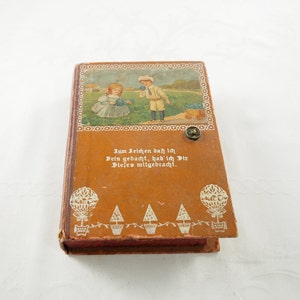 Zum Zeichen daß ich
Dein gedacht, hab' ich Dir
Dieses mitgebracht.